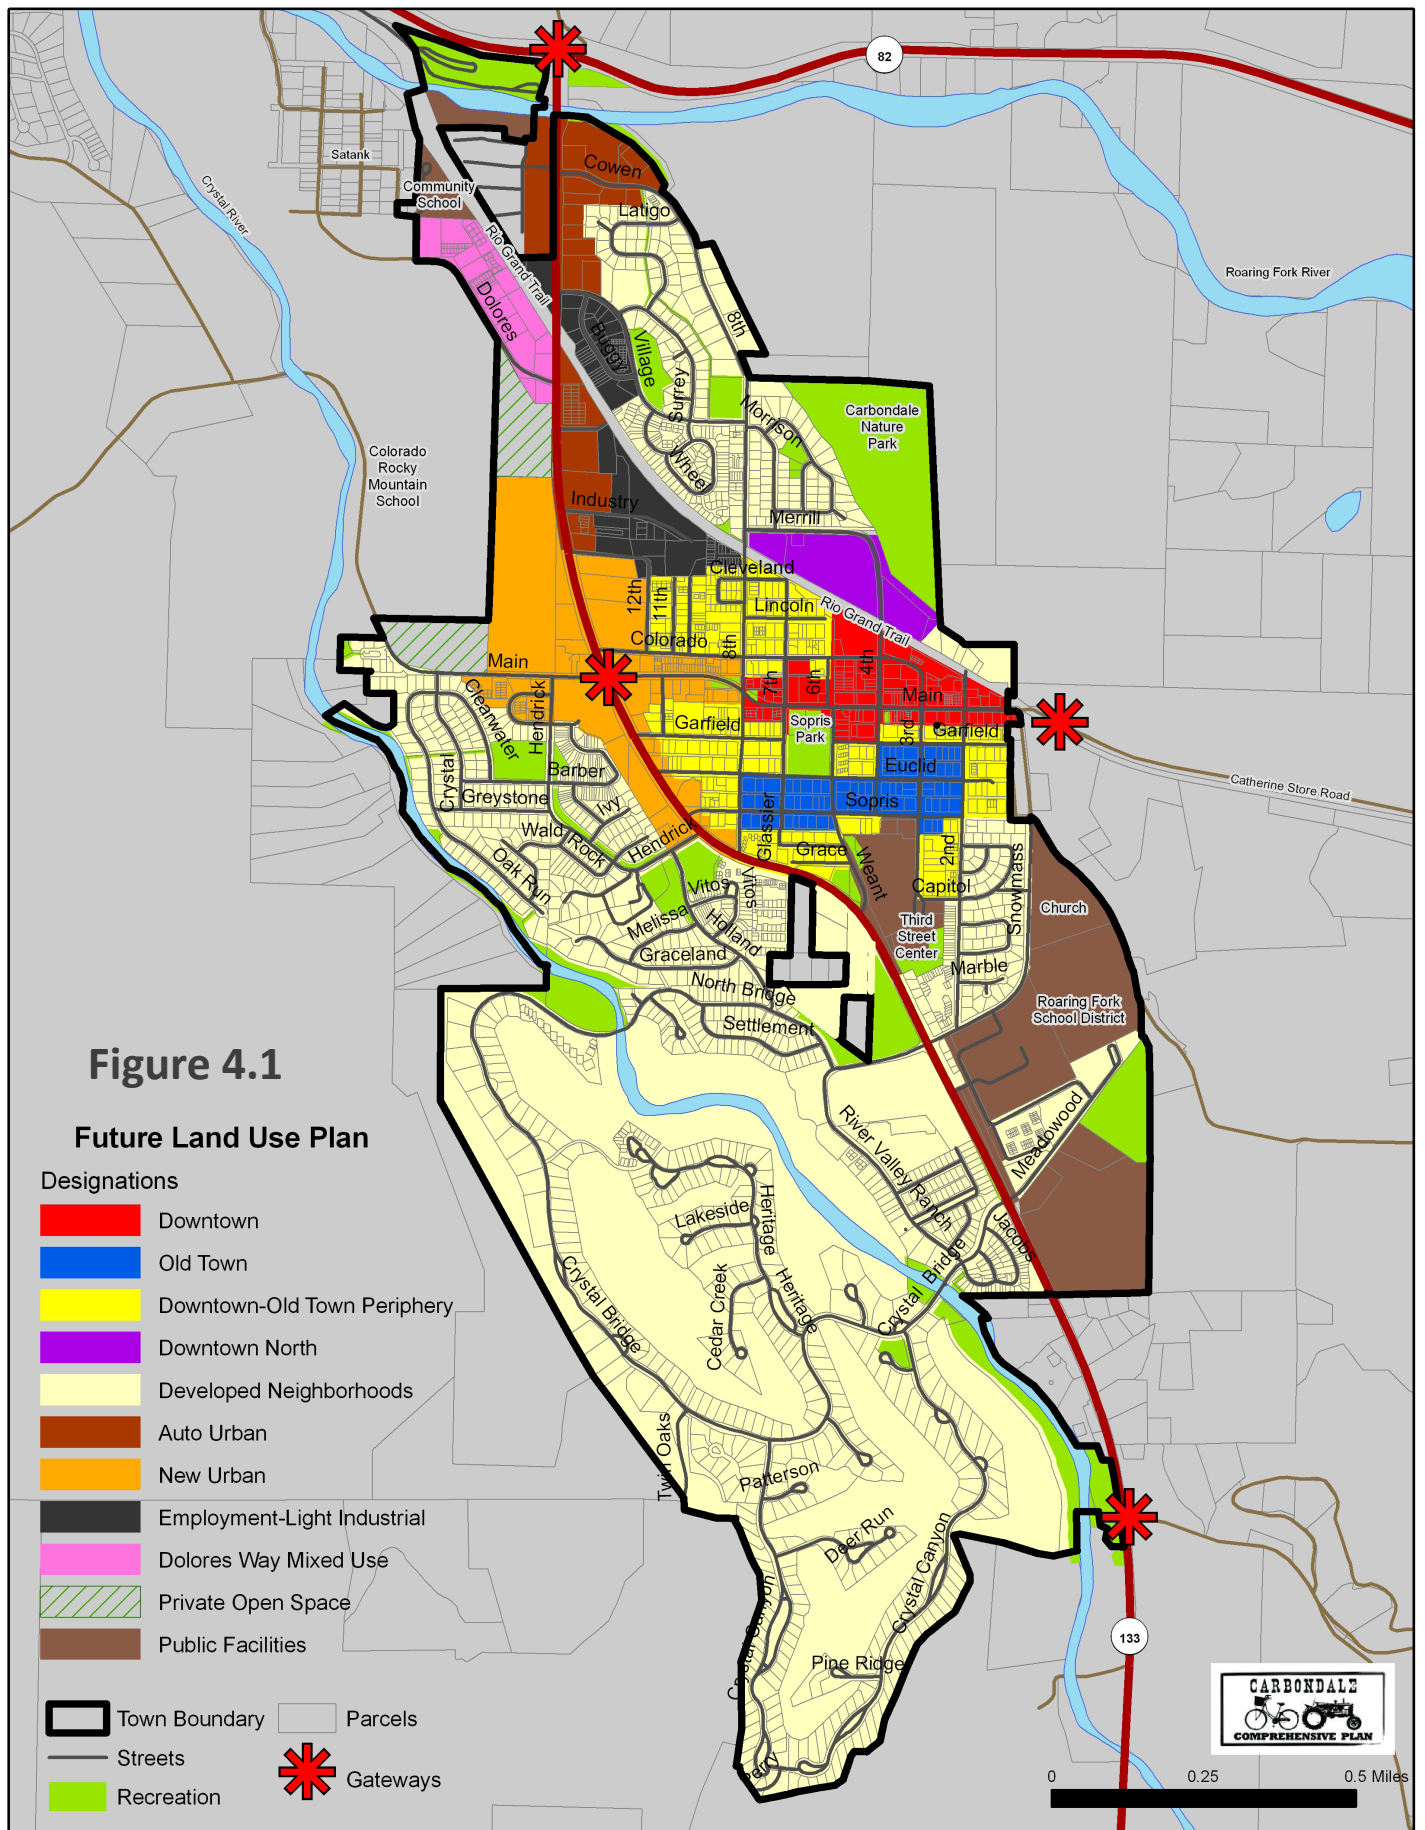 82
Satank
Community
School
Crystal River
Cowen
Latigo
Rio Grand Trail
Roaring Fork River
Dolores
8th
Buggy
Village
Surrey
Morrison
Carbondale
Nature
Park
Colorado
Rocky
Mountain
School
Wheel
Industry
Merrill
Cleveland
12th
11th
Lincoln
Rio Grand Trail
Colorado
8th
4th
Main
7th
6th
Main
Clearwater
Hendrick
Garfield
Sopris
Park
3rd
Garfield
Euclid
Catherine Store Road
Barber
Crystal
Greystone
Ivy
Sopris
Glassier
Wald
Rock
Hendrick
Grace
Weant
2nd
Snowmass
Oak Run
Vitos
Vitos
Capitol
Church
Melissa
Holland
Third
Street
Center
Graceland
Marble
North Bridge
Roaring Fork
School District
Settlement
Figure 4.1
River Valley
Ranch
Meadowood
Future Land Use Plan
Designations
Downtown
Old Town
Downtown-Old Town Periphery
Downtown North
Developed Neighborhoods
Auto Urban
New Urban
Employment-Light Industrial
Dolores Way Mixed Use
Private Open Space
Public Facilities
Town Boundary
Parcels
Streets
Gateways
Recreation
Lakeside
Heritage
Jacobs
Crystal Bridge
Crystal Bridge
Cedar Creek
Heritage
Twin Oaks
Patterson
Deer Run
Crystal Canyon
Crystal Canyon
Pine Ridge
Perry
133
CARBONDALE
COMPREHENSIVE PLAN
0 0.25 0.5 Miles